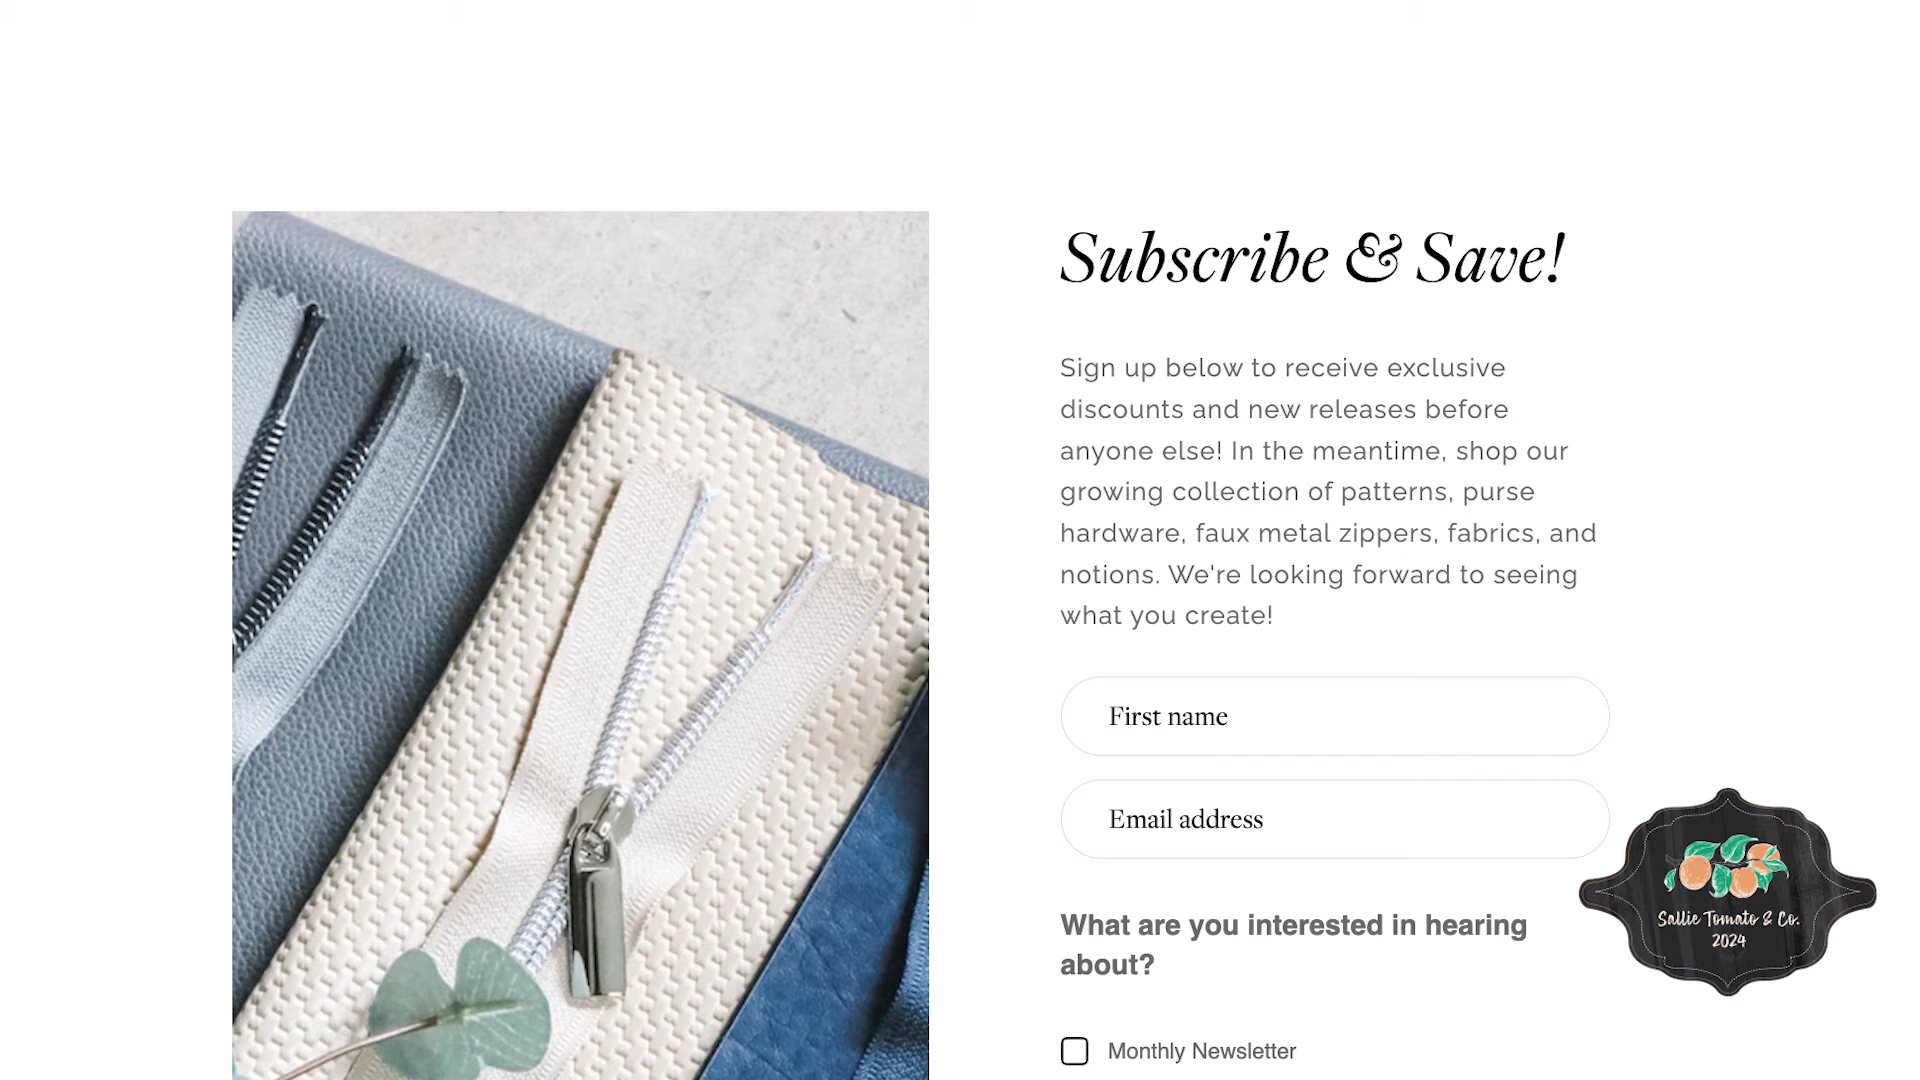 Subscribe & Save!
Sign up below to receive exclusive
discounts and new releases before
anyone else! In the meantime, shop our
growing collection of patterns, purse
hardware, faux metal zippers, fabrics, and
notions. We're looking forward to seeing
what you create!
First name
Email address
What are you interested in hearing
about?
Monthly Newsletter
Sallie Tomato & Co.
2024